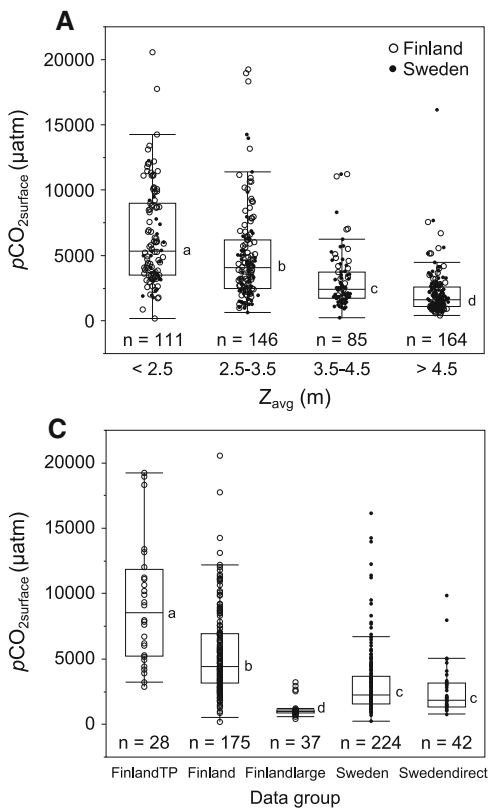 A
○ Finland
• Sweden
20000
15000
10000
5000
0
pCO2surface (µatm)
a
b
c
d
n = 111 n = 146 n = 85 n = 164
< 2.5 2.5-3.5 3.5-4.5 > 4.5
Zavg (m)
C
20000
15000
10000
5000
0
pCO2surface (µatm)
a
b
d
c
c
n = 28 n = 175 n = 37 n = 224 n = 42
FinlandTP Finland Finlandlarge Sweden Swedendirect
Data group